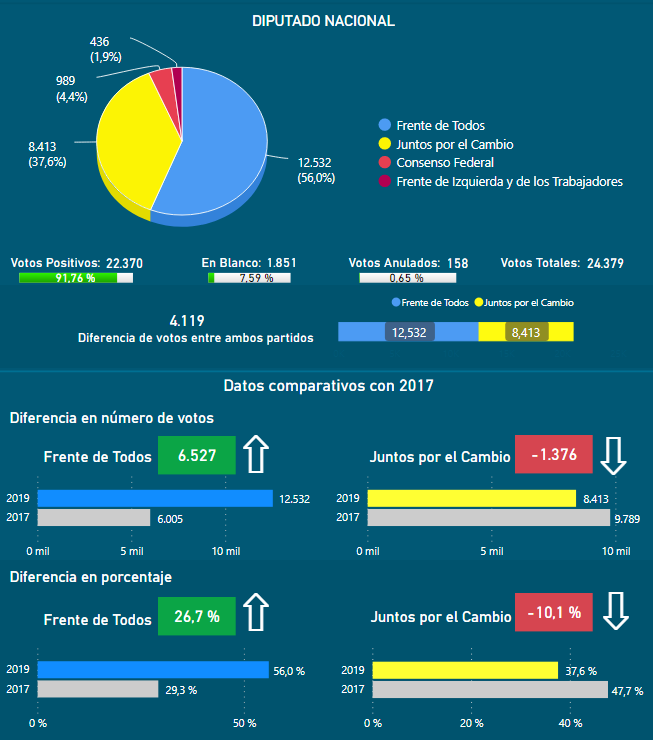 DIPUTADO NACIONAL
436
(1,9%)
989
(4,4%)
8.413
(37,6%)
12.532
(56,0%)
Frente de Todos
Juntos por el Cambio
Consenso Federal
Frente de Izquierda y de los Trabajadores
Votos Positivos: 22.370
91,76 %
En Blanco: 1.851
7.59 %
Votos Anulados: 158
0.65 %
Votos Totales: 24.379
4.119
Diferencia de votos entre ambos partidos
Frente de Todos Juntos por el Cambio
12,532 8,413
Datos comparativos con 2017
Diferencia en número de votos
Frente de Todos 6.527
2019 12.532
2017 6.005
0 mil 5 mil 10 mil
Juntos por el Cambio -1.376
2019 8.413
2017 9.789
0 mil 5 mil 10 mil
Diferencia en porcentaje
Frente de Todos 26,7 %
2019 56,0 %
2017 29,3 %
0 % 50 %
Juntos por el Cambio -10,1 %
2019 37,6 %
2017 47,7 %
0 % 20 % 40 %